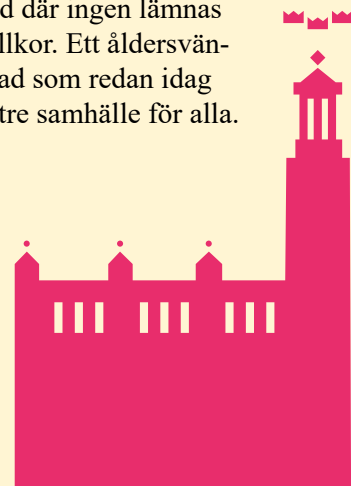 d där ingen lämnas
llkor. Ett åldersvän-
ad som redan idag
tre samhälle för alla.